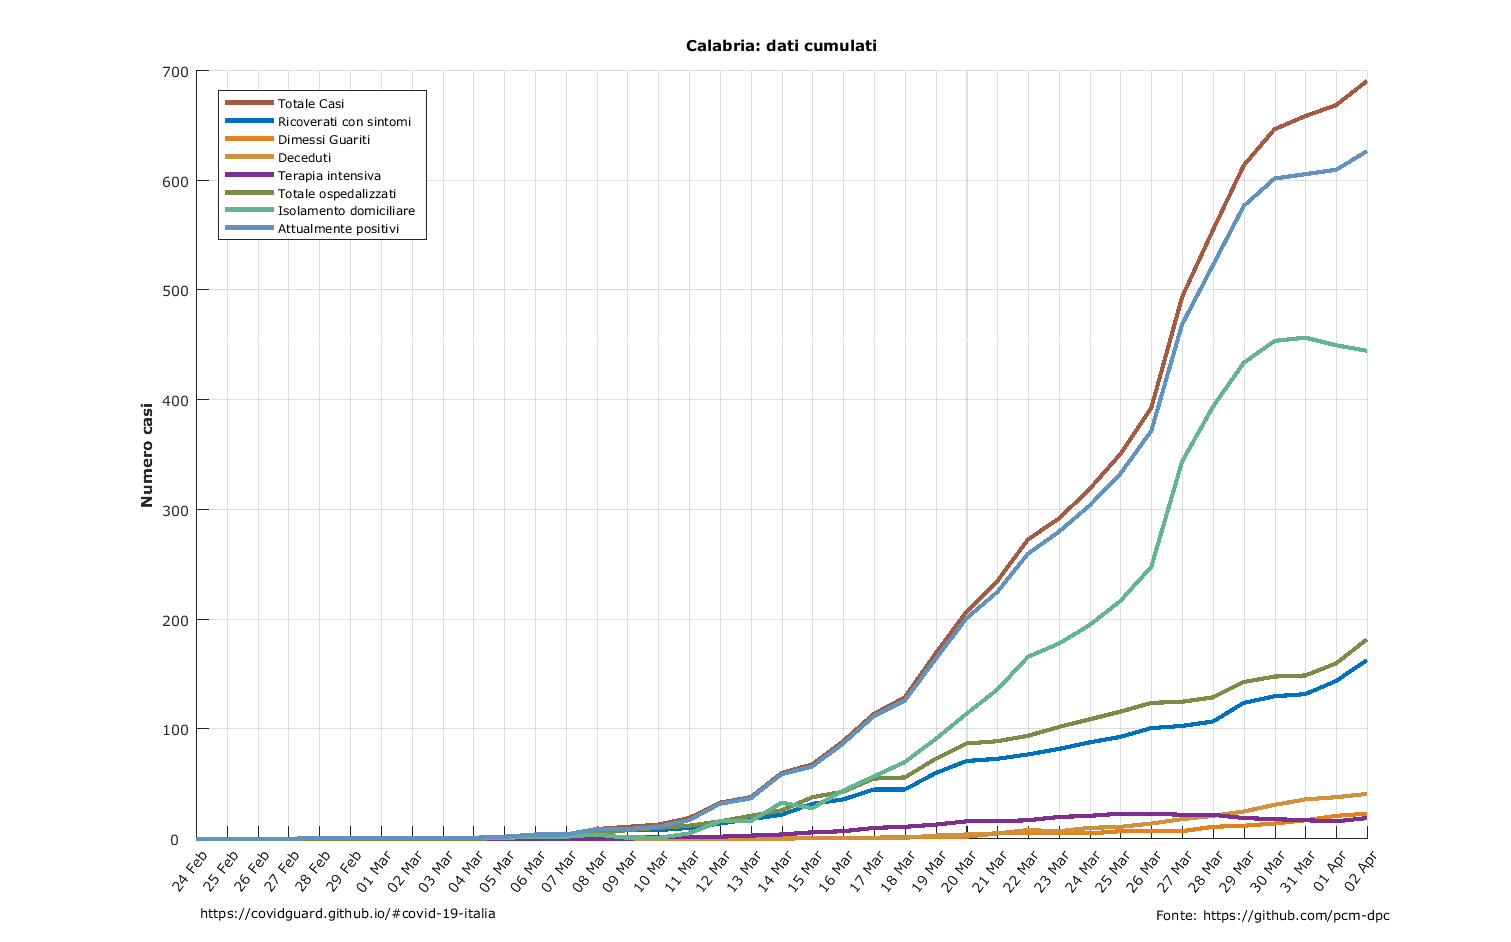 Calabria: dati cumulati
700
600
500
400
300
200
100
0
Numero casi
Totale Casi
Ricoverati con sintomi
Dimessi Guariti
Deceduti
Terapia intensiva
Totale ospedalizzati
Isolamento domiciliare
Attualmente positivi
24 Feb
25 Feb
26 Feb
27 Feb
28 Feb
29 Feb
01 Mar
02 Mar
03 Mar
04 Mar
05 Mar
06 Mar
07 Mar
08 Mar
09 Mar
10 Mar
11 Mar
12 Mar
13 Mar
14 Mar
15 Mar
16 Mar
17 Mar
18 Mar
19 Mar
20 Mar
21 Mar
22 Mar
23 Mar
24 Mar
25 Mar
26 Mar
27 Mar
28 Mar
29 Mar
30 Mar
31 Mar
01 Apr
02 Apr
https://covidguard.github.io/#covid-19-italia
Fonte: https://github.com/pcm-dpc